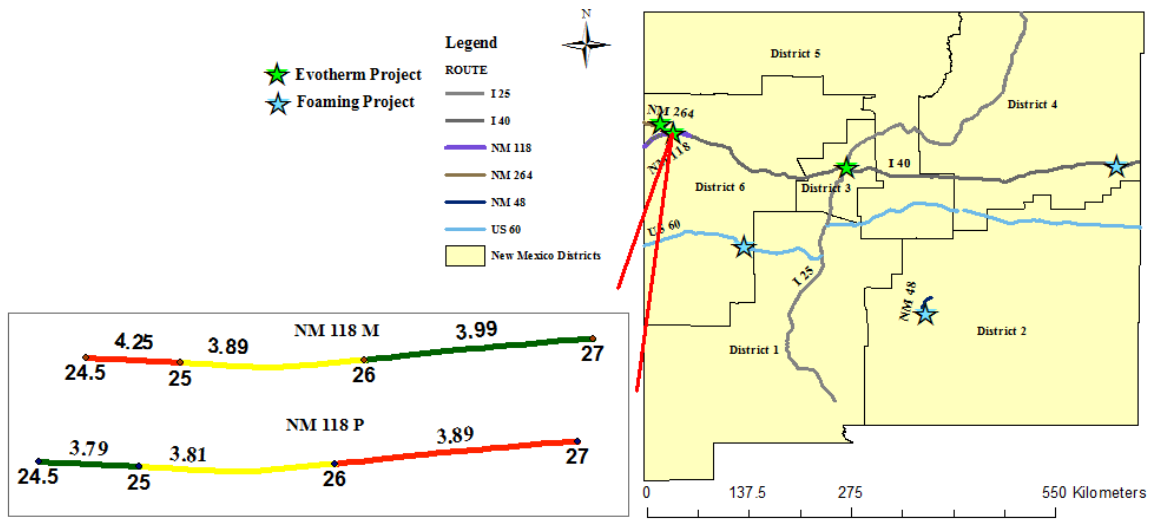 N
Legend
ROUTE
I 25
I 40
NM 118
NM 264
NM 48
US 60
New Mexico Districts
Evotherm Project
Foaming Project
District 5
District 4
NM 264
NM 118
I 40
District 6
District 3
US 60
I 25
NM 48
District 2
District 1
NM 118 M
4.25
3.89
3.99
24.5
25
26
27
NM 118 P
3.79
3.81
3.89
24.5
25
26
27
0
137.5
275
550 Kilometers